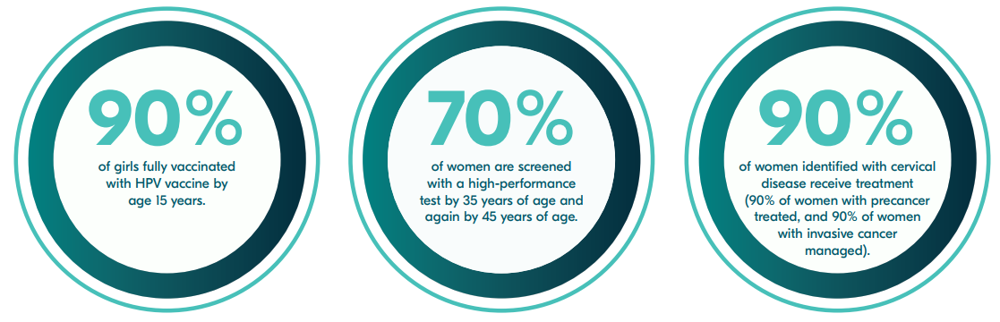 90%
of girls fully vaccinated
with HPV vaccine by
age 15 years.
70%
of women are screened
with a high-performance
test by 35 years of age and
again by 45 years of age.
90%
of women identified with cervical
disease receive treatment
(90% of women with precancer
treated, and 90% of women
with invasive cancer
managed).